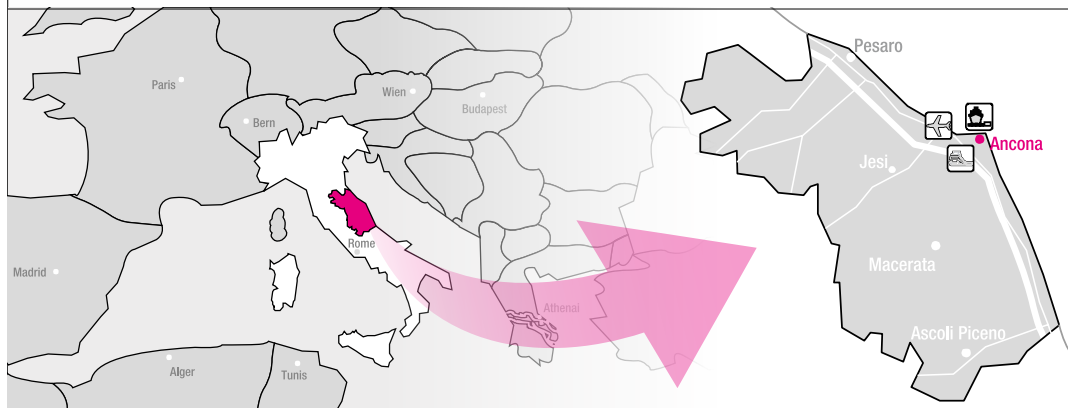 Paris
Wien
Budapest
Bern
Rome
Madrid
Athenai
Alger
Tunis
Pesaro
Ancona
Jesi
Macerata
Ascoli Piceno